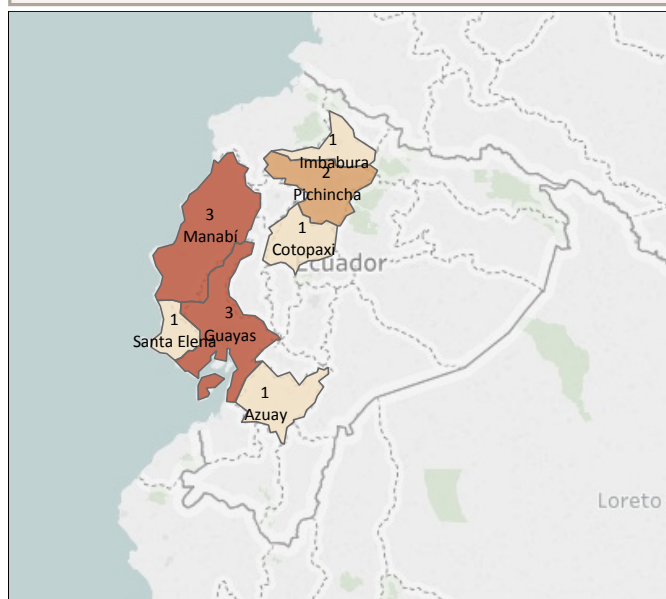 1
Imbabura
2
Pichincha
3
Manabí
1
Cotopaxi
Ecuador
1
Santa Elena
3
Guayas
1
Azuay
Loreto